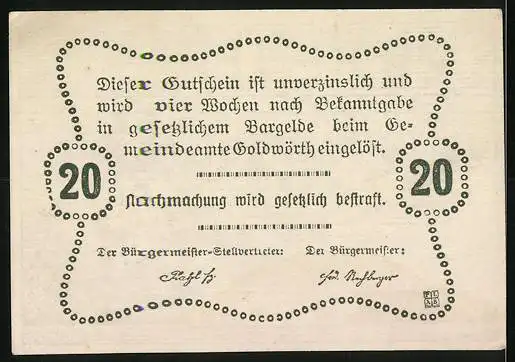 Dieser Gutschein ist unverzinslich und
wird vier Wochen nach Bekanntgabe
in gesetzlichem Bargelde beim Ge-
meindeamte Goldwörth eingelöst.
20 20
Nachmachung wird gesetzlich bestraft.
Der Bürgermeister-Stellvertreter: Der Bürgermeister: